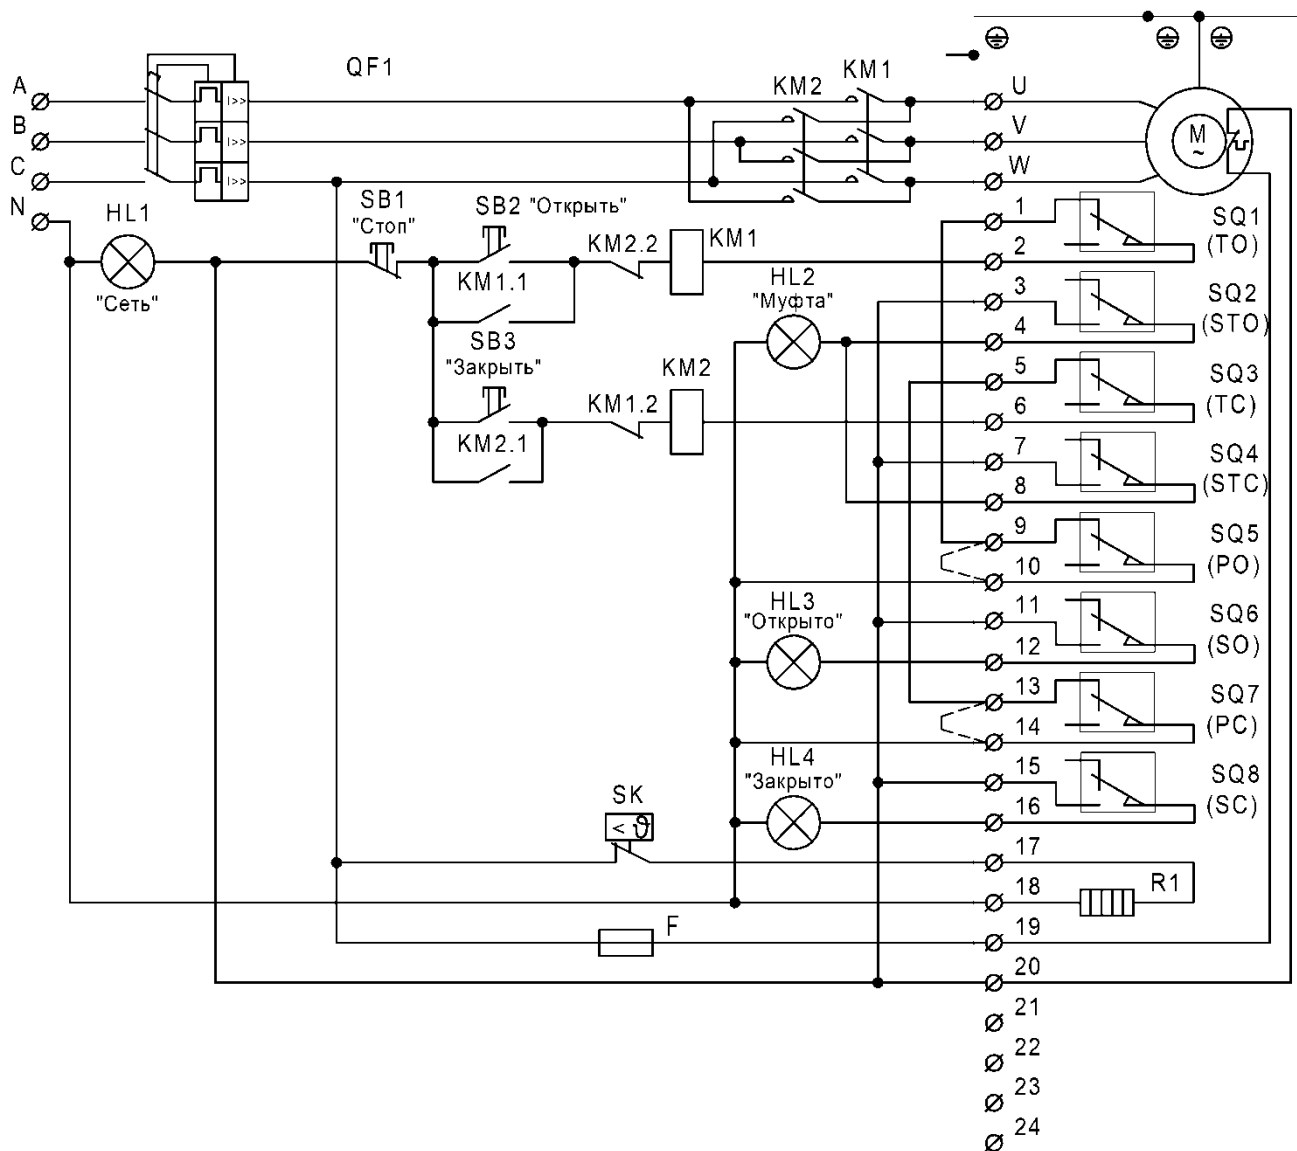 QF1
KM2
KM1
A
B
C
N
I>>
I>>
I>>
U
V
W
M
~
HL1
"Сеть"
SB1
"Стоп"
SB2 "Открыть"
KM1.1
KM2.2
KM1
SB3
"Закрыть"
KM2.1
KM1.2
KM2
HL2
"Муфта"
HL3
"Открыто"
HL4
"Закрыто"
SK
< ϑ
F
R1
1
2
3
4
5
6
7
8
9
10
11
12
13
14
15
16
17
18
19
20
21
22
23
24
SQ1
(TO)
SQ2
(STO)
SQ3
(TC)
SQ4
(STC)
SQ5
(PO)
SQ6
(SO)
SQ7
(PC)
SQ8
(SC)